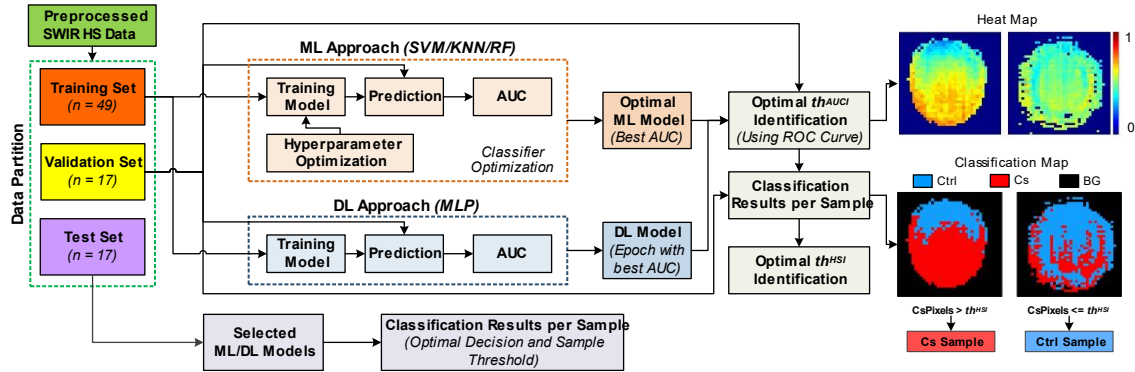 Preprocessed
SWIR HS Data
Data Partition
Training Set
(n = 49)
Validation Set
(n = 17)
Test Set
(n = 17)
ML Approach (SVM/KNN/RF)
Training
Model
Prediction
AUC
Hyperparameter
Optimization
Classifier
Optimization
DL Approach (MLP)
Training
Model
Prediction
AUC
Optimal
ML Model
(Best AUC)
DL Model
(Epoch with
best AUC)
Optimal th^AUCI
Identification
(Using ROC Curve)
Classification
Results per Sample
Optimal th^HSI
Identification
Heat Map
1
0
Classification Map
Ctrl Cs BG
CsPixels > th^HSI
CsPixels <= th^HSI
Cs Sample
Ctrl Sample
Selected
ML/DL Models
Classification Results per Sample
(Optimal Decision and Sample
Threshold)